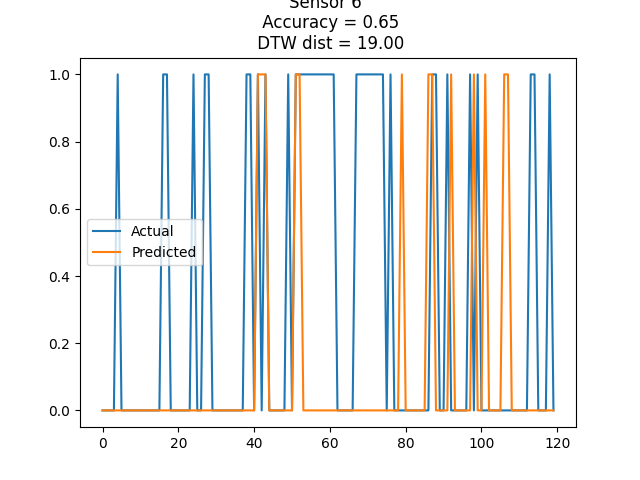 Sensor 6
Accuracy = 0.65
DTW dist = 19.00
1.0
0.8
0.6
0.4
0.2
0.0
Actual
Predicted
0 20 40 60 80 100 120